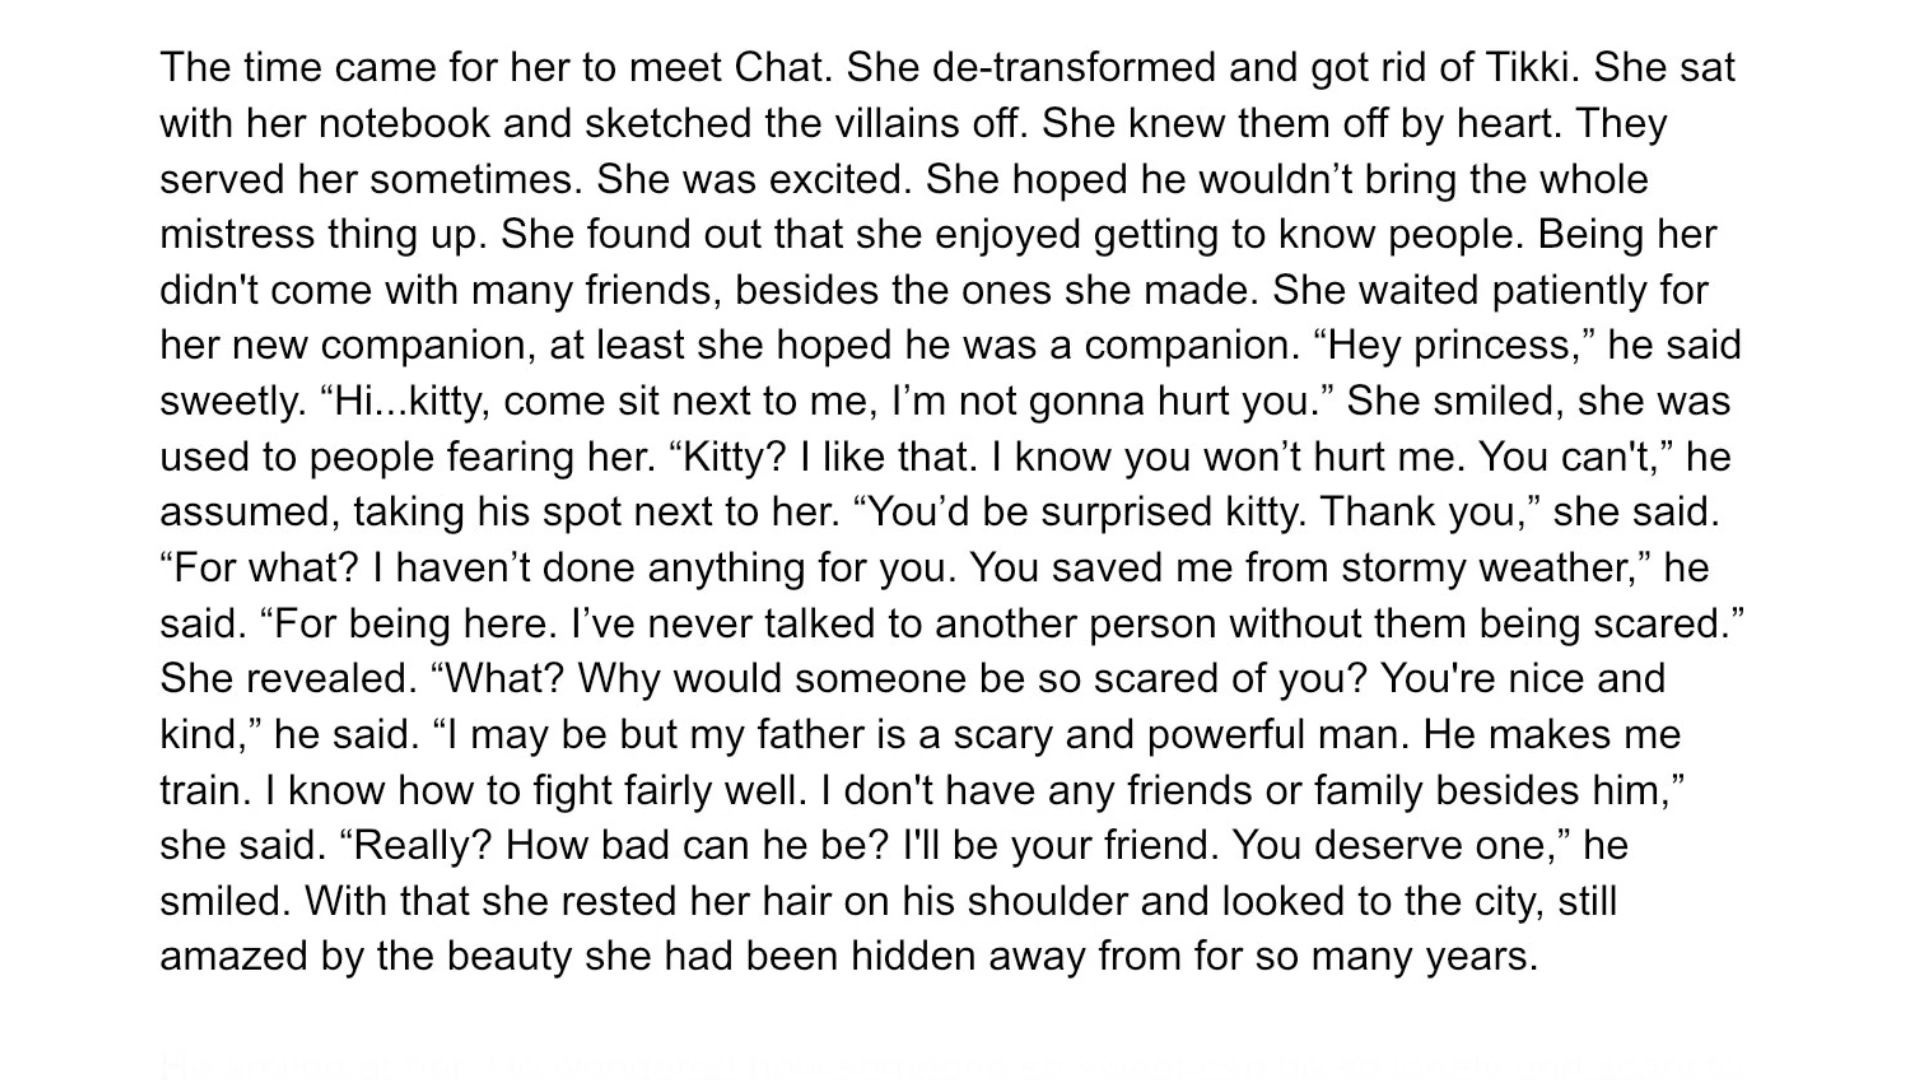 The time came for her to meet Chat. She de-transformed and got rid of Tikki. She sat
with her notebook and sketched the villains off. She knew them off by heart. They
served her sometimes. She was excited. She hoped he wouldn’t bring the whole
mistress thing up. She found out that she enjoyed getting to know people. Being her
didn't come with many friends, besides the ones she made. She waited patiently for
her new companion, at least she hoped he was a companion. “Hey princess,” he said
sweetly. “Hi...kitty, come sit next to me, I’m not gonna hurt you.” She smiled, she was
used to people fearing her. “Kitty? I like that. I know you won’t hurt me. You can't,” he
assumed, taking his spot next to her. “You’d be surprised kitty. Thank you,” she said.
“For what? I haven’t done anything for you. You saved me from stormy weather,” he
said. “For being here. I’ve never talked to another person without them being scared.”
She revealed. “What? Why would someone be so scared of you? You're nice and
kind,” he said. “I may be but my father is a scary and powerful man. He makes me
train. I know how to fight fairly well. I don't have any friends or family besides him,”
she said. “Really? How bad can he be? I'll be your friend. You deserve one,” he
smiled. With that she rested her hair on his shoulder and looked to the city, still
amazed by the beauty she had been hidden away from for so many years.